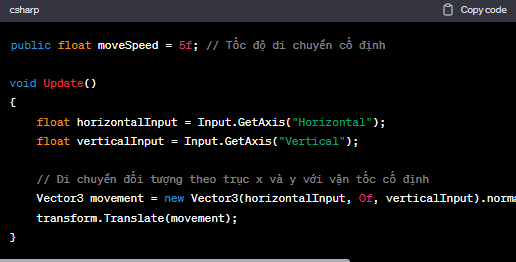 csharp
Copy code
public float moveSpeed = 5f; // Tốc độ di chuyển cố định
void Update()
{
float horizontalInput = Input.GetAxis("Horizontal");
float verticalInput = Input.GetAxis("Vertical");
// Di chuyển đối tượng theo trục x và y với vận tốc cố định
Vector3 movement = new Vector3(horizontalInput, 0f, verticalInput).norma
transform.Translate(movement);
}